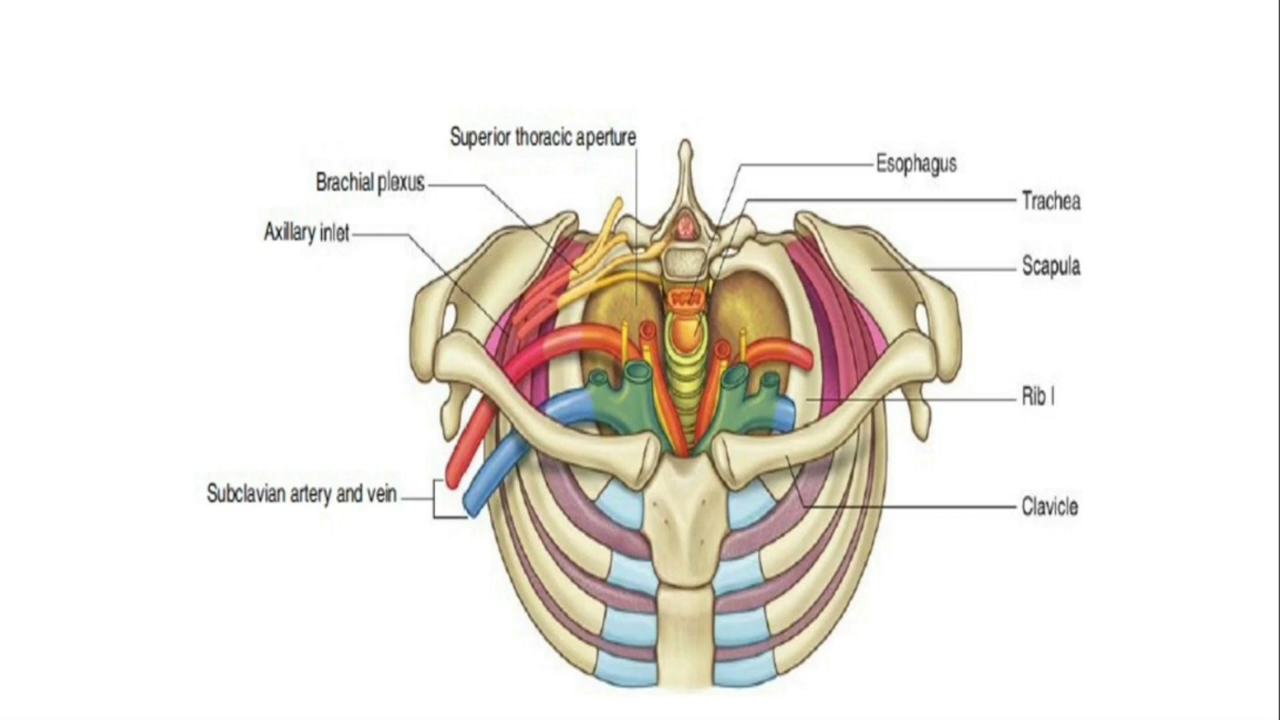 Superior thoracic aperture
Esophagus
Brachial plexus
Trachea
Axillary inlet
Scapula
Rib I
Subclavian artery and vein
Clavicle